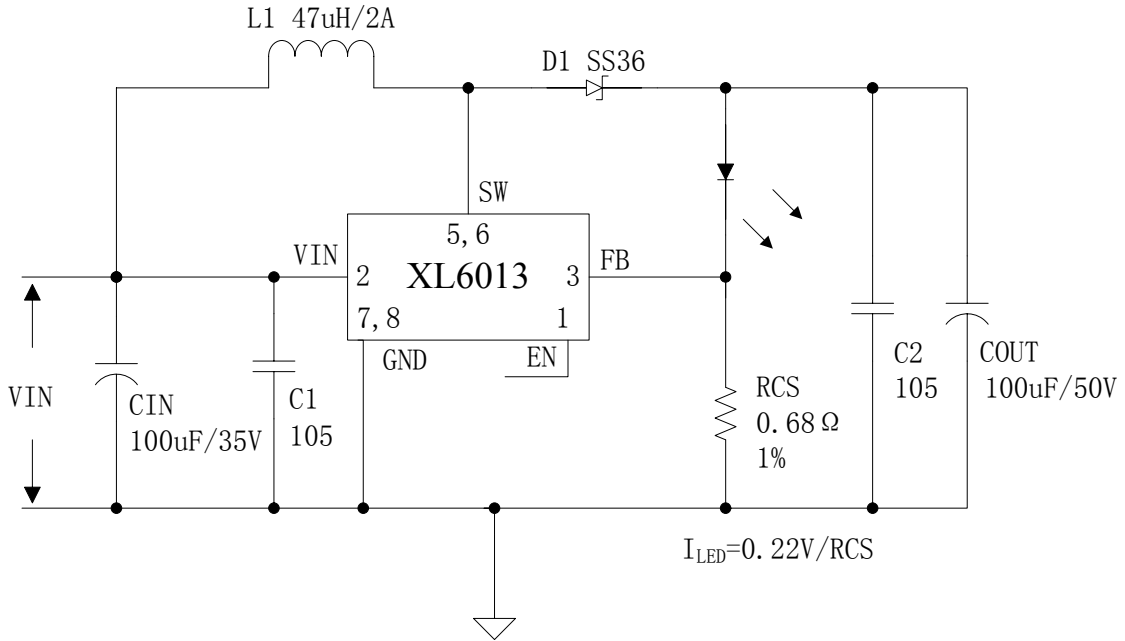 L1 47uH/2A
D1 SS36
SW
5,6
VIN
2
XL6013
3
FB
7,8
1
GND
EN
VIN
CIN
100uF/35V
C1
105
RCS
0.68Ω
1%
C2
105
COUT
100uF/50V
ILED=0.22V/RCS